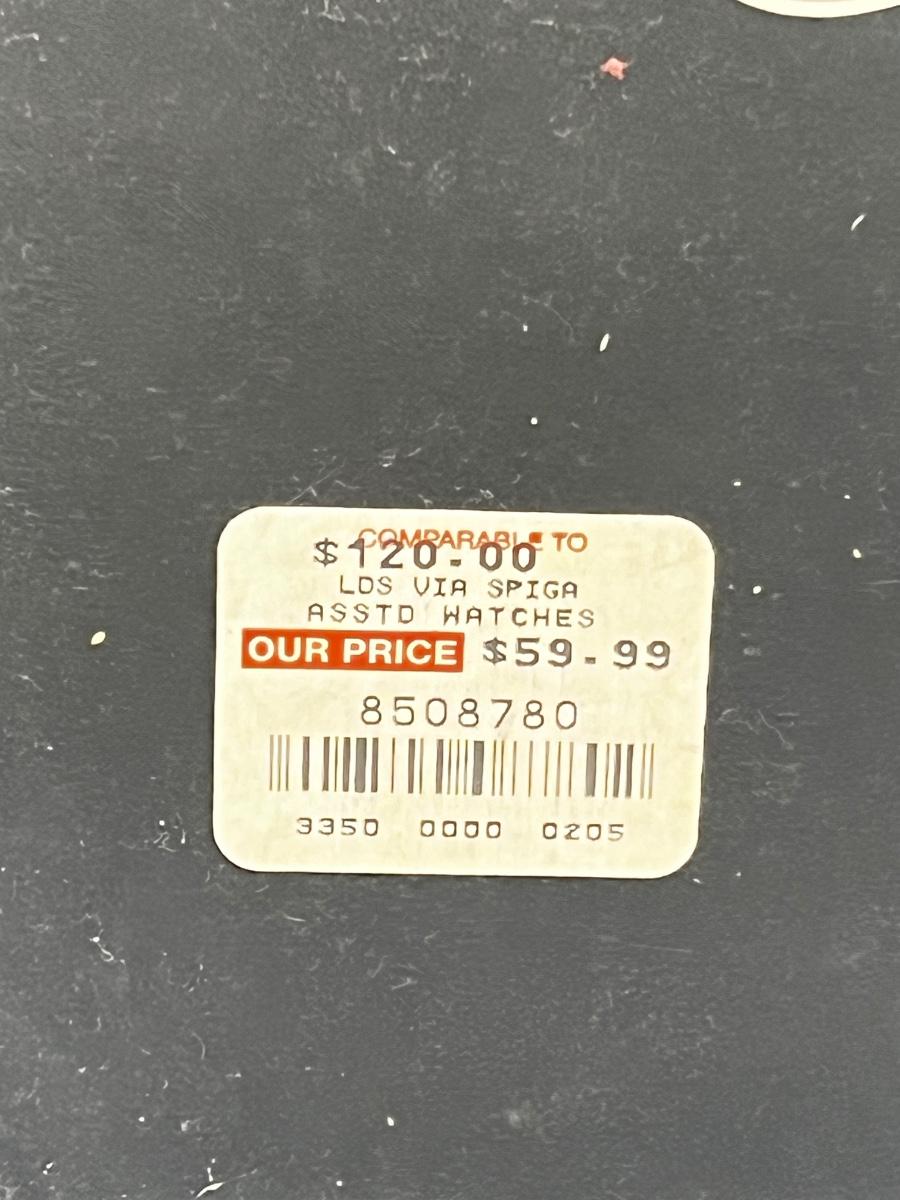 COMPARABLE TO
$120.00
LDS VIA SPIGA
ASSTD WATCHES
OUR PRICE $59.99
8508780
3350 0000 0205